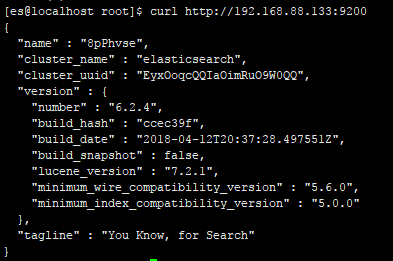 [es@localhost root]$ curl http://192.168.88.133:9200
{
"name" : "8pPhvse",
"cluster_name" : "elasticsearch",
"cluster_uuid" : "EyxOoqcQQIaOimRuO9W0QQ",
"version" : {
"number" : "6.2.4",
"build_hash" : "ccec39f",
"build_date" : "2018-04-12T20:37:28.497551Z",
"build_snapshot" : false,
"lucene_version" : "7.2.1",
"minimum_wire_compatibility_version" : "5.6.0",
"minimum_index_compatibility_version" : "5.0.0"
},
"tagline" : "You Know, for Search"
}